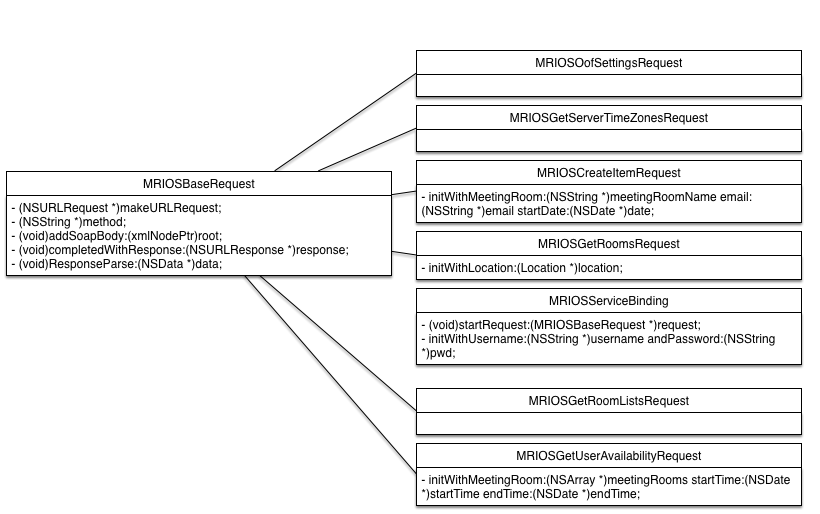 MRIOSOofSettingsRequest
MRIOSGetServerTimeZonesRequest
MRIOSBaseRequest
- (NSURLRequest *)makeURLRequest;
- (NSString *)method;
- (void)addSoapBody:(xmlNodePtr)root;
- (void)completedWithResponse:(NSURLResponse *)response;
- (void)ResponseParse:(NSData *)data;
MRIOSCreateItemRequest
- initWithMeetingRoom:(NSString *)meetingRoomName email:
(NSString *)email startDate:(NSDate *)date;
MRIOSGetRoomsRequest
- initWithLocation:(Location *)location;
MRIOSServiceBinding
- (void)startRequest:(MRIOSBaseRequest *)request;
- initWithUsername:(NSString *)username andPassword:(NSString
*)pwd;
MRIOSGetRoomListsRequest
MRIOSGetUserAvailabilityRequest
- initWithMeetingRoom:(NSArray *)meetingRooms startTime:(NSDate
*)startTime endTime:(NSDate *)endTime;